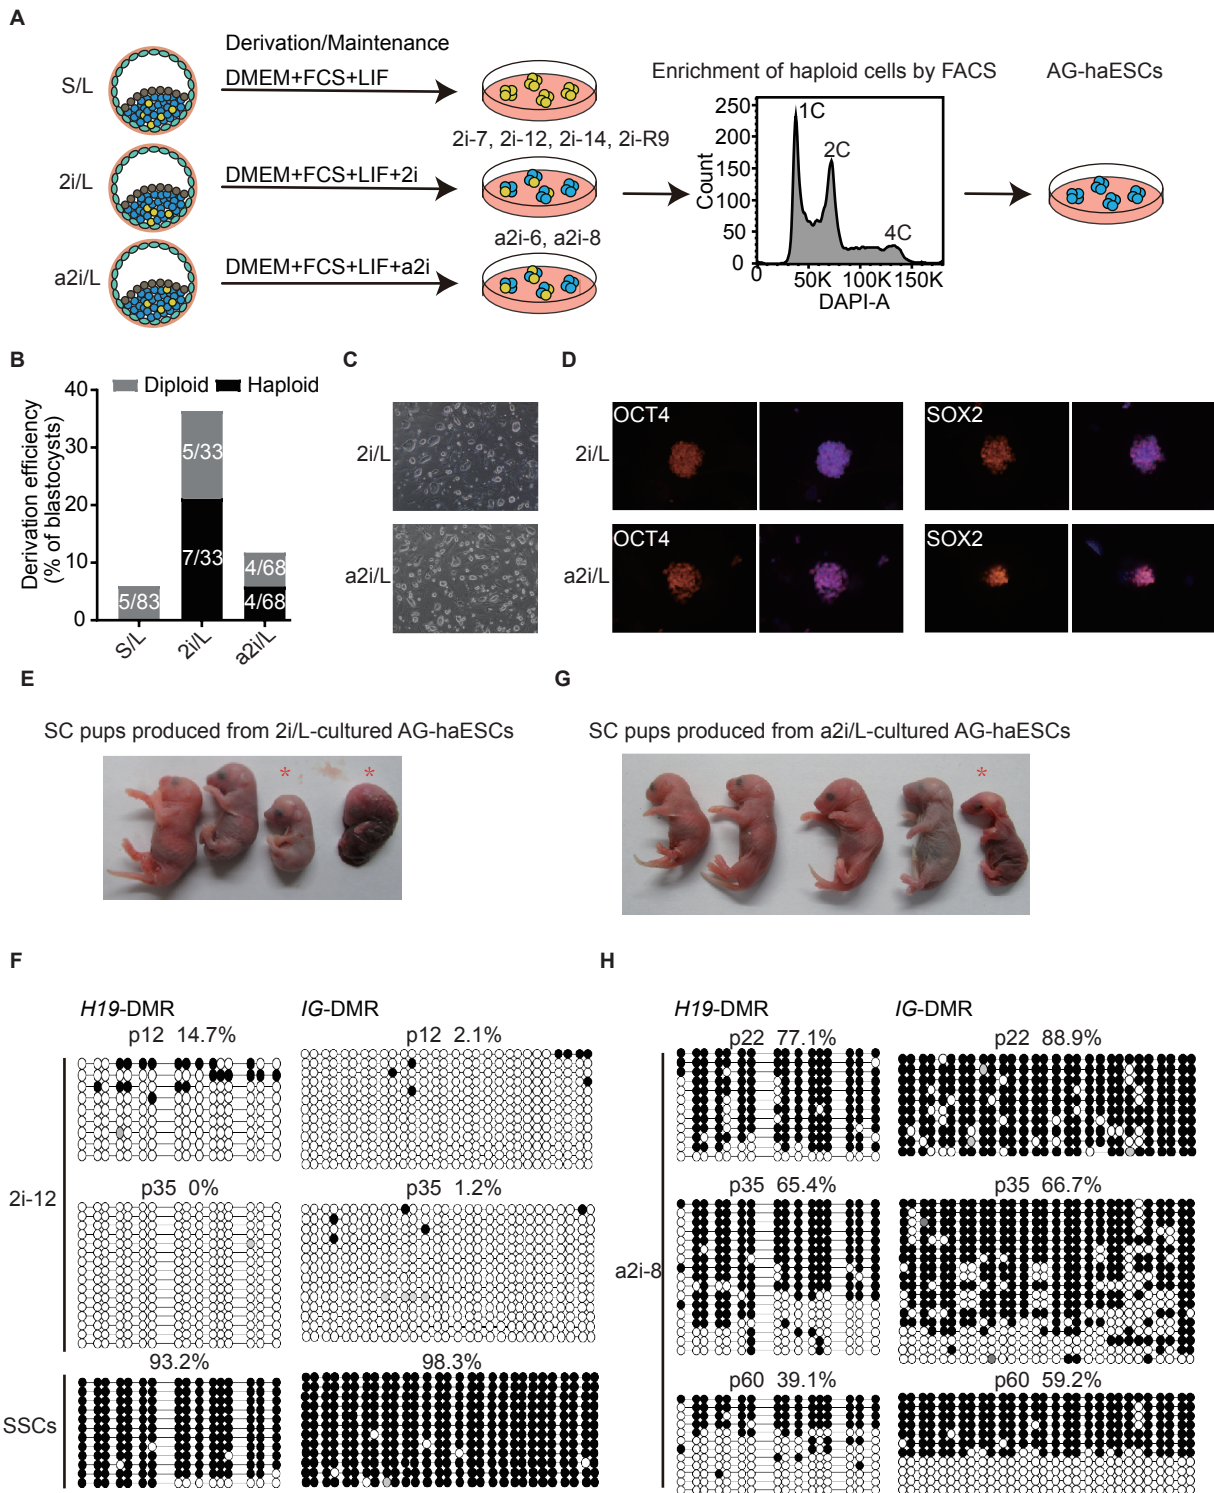 A
Derivation/Maintenance
S/L
DMEM+FCS+LIF
Enrichment of haploid cells by FACS
AG-haESCs
2i-7, 2i-12, 2i-14, 2i-R9
2i/L
DMEM+FCS+LIF+2i
a2i-6, a2i-8
a2i/L
DMEM+FCS+LIF+a2i
Count
250
200
150
100
50
0
1C
2C
4C
0
50K
100K
150K
DAPI-A
B
Diploid
Haploid
Derivation efficiency
(% of blastocysts)
40
30
20
10
0
5/83
5/33
7/33
4/68
4/68
S/L
2i/L
a2i/L
C
2i/L
a2i/L
D
2i/L
OCT4
SOX2
a2i/L
OCT4
SOX2
E
SC pups produced from 2i/L-cultured AG-haESCs
*
*
G
SC pups produced from a2i/L-cultured AG-haESCs
*
F
H19-DMR
IG-DMR
p12 14.7%
p12 2.1%
2i-12
p35 0%
p35 1.2%
SSCs
93.2%
98.3%
H
H19-DMR
IG-DMR
p22 77.1%
p22 88.9%
a2i-8
p35 65.4%
p35 66.7%
p60 39.1%
p60 59.2%